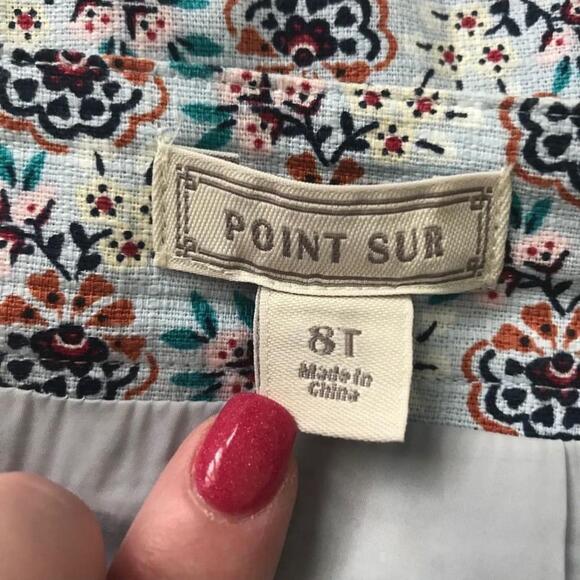 POINT SUR
8T
Made in
China